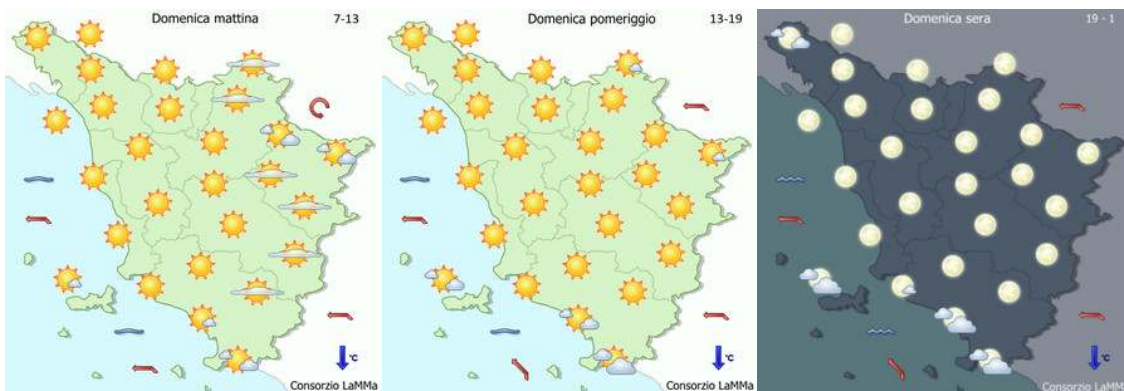 Domenica mattina 7-13
°C
Consorzio LaMMa
Domenica pomeriggio 13-19
°C
Consorzio LaMMa
Domenica sera 19 - 1
°C
Consorzio LaMM